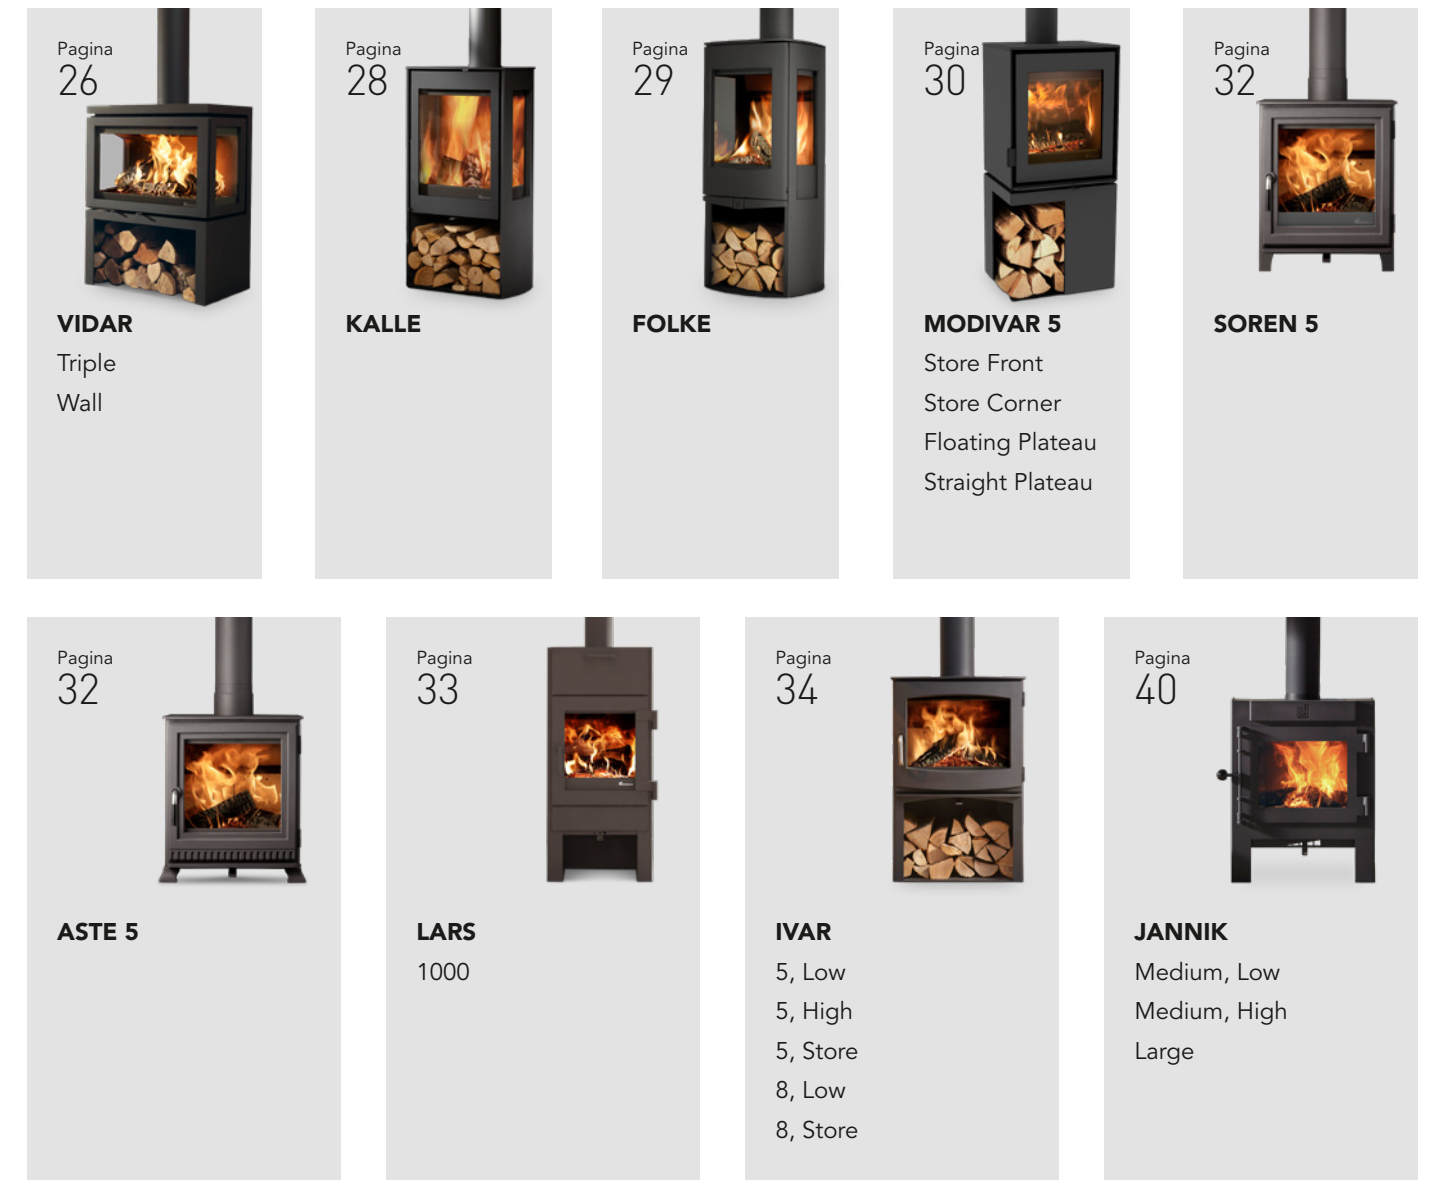 Pagina
26
VIDAR
Triple
Wall
Pagina
28
KALLE
Pagina
29
FOLKE
Pagina
30
MODIVAR 5
Store Front
Store Corner
Floating Plateau
Straight Plateau
Pagina
32
SOREN 5
Pagina
32
ASTE 5
Pagina
33
LARS
1000
Pagina
34
IVAR
5, Low
5, High
5, Store
8, Low
8, Store
Pagina
40
JANNIK
Medium, Low
Medium, High
Large